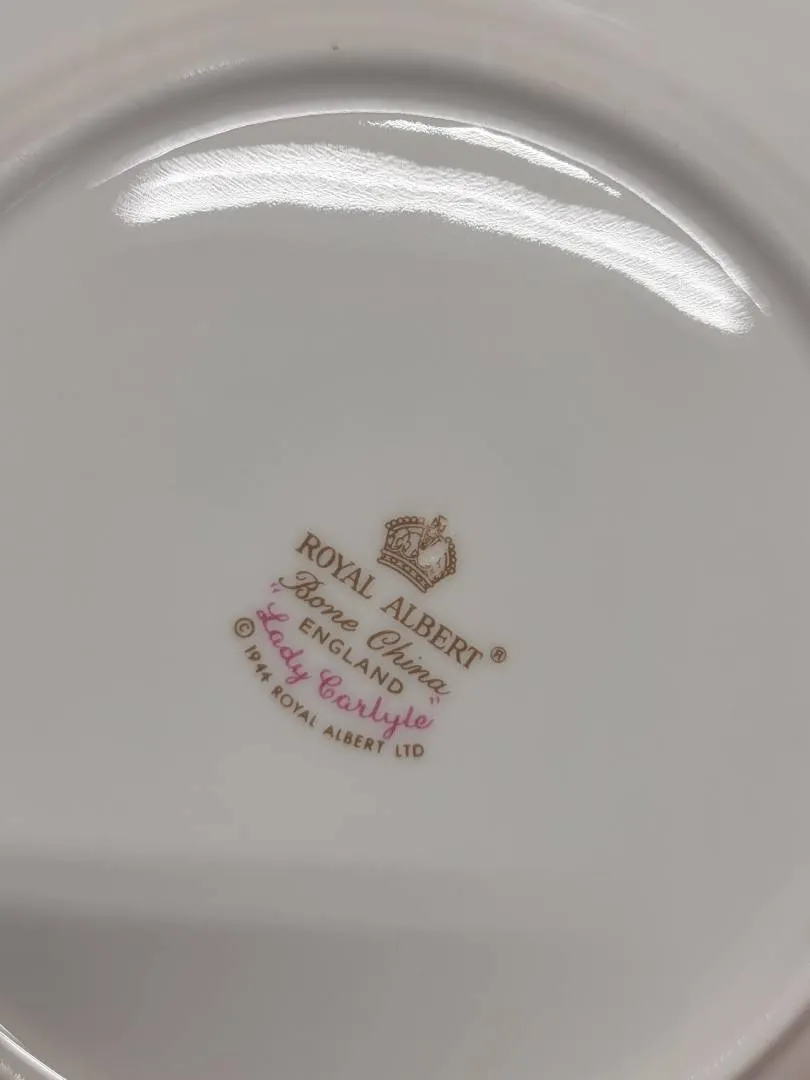 ROYAL ALBERT ®
Bone China
ENGLAND
"Lady Carlyle"
© 1944 ROYAL ALBERT LTD